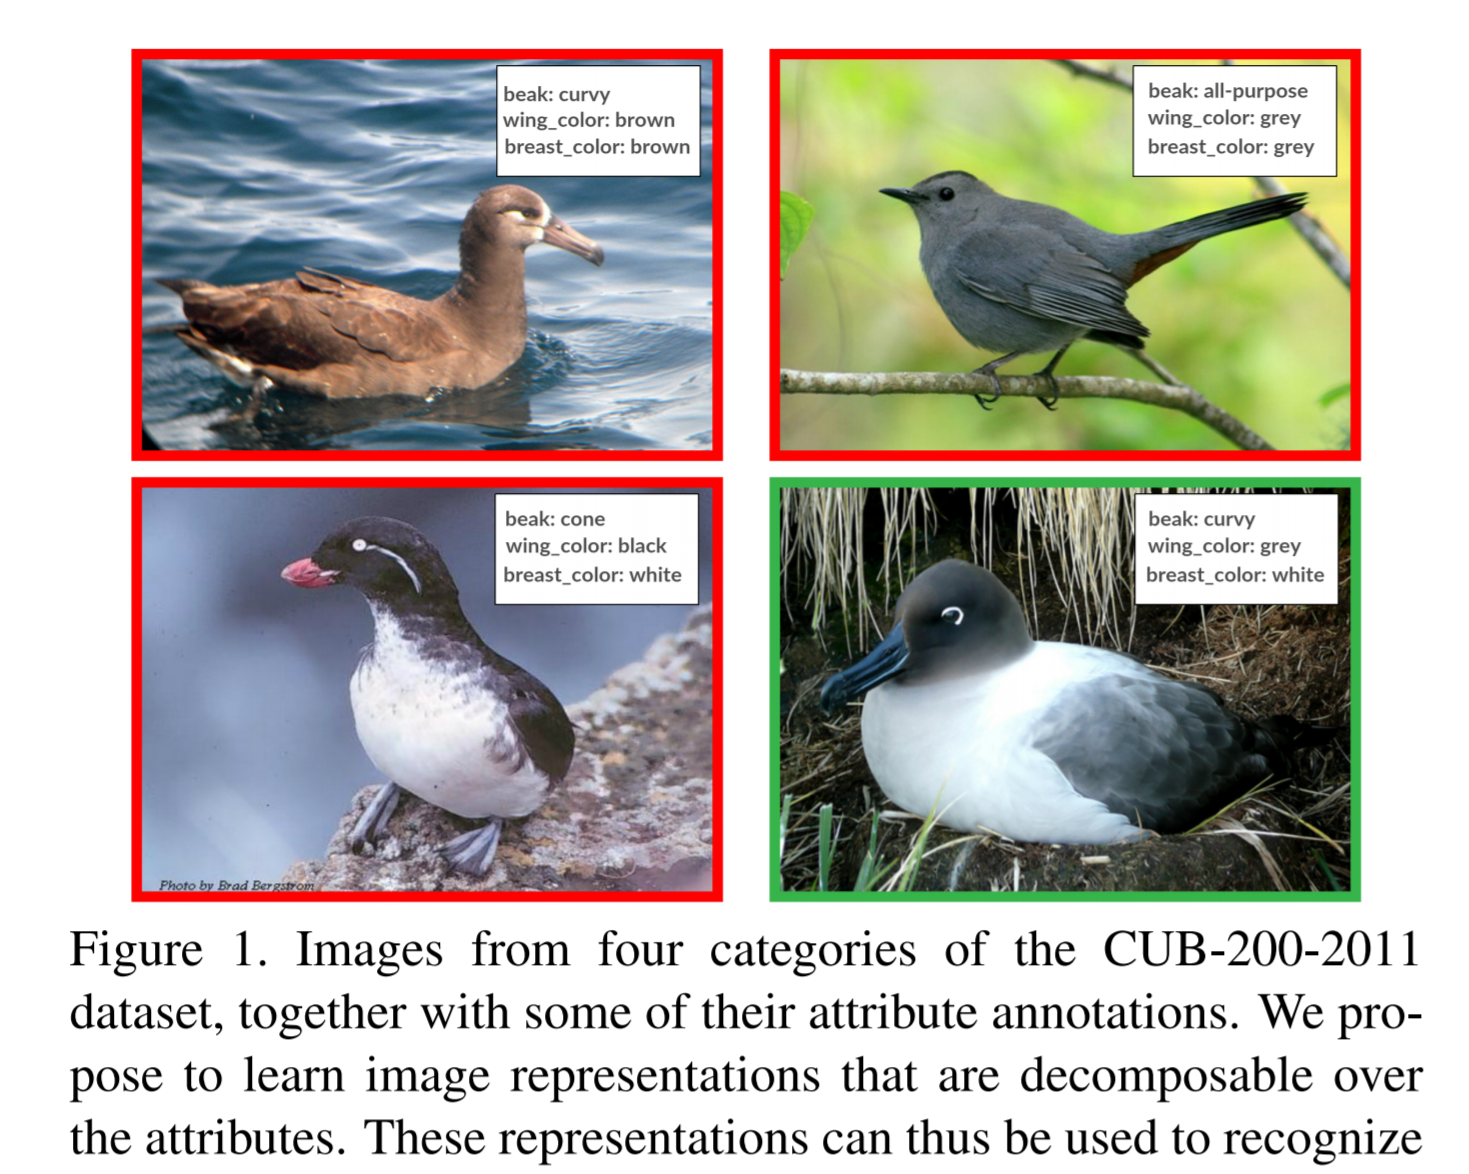 beak: curvy
wing_color: brown
breast_color: brown
beak: all-purpose
wing_color: grey
breast_color: grey
beak: cone
wing_color: black
breast_color: white
Photo by Brad Bergstrom
beak: curvy
wing_color: grey
breast_color: white
Figure 1. Images from four categories of the CUB-200-2011
dataset, together with some of their attribute annotations. We pro-
pose to learn image representations that are decomposable over
the attributes. These representations can thus be used to recognize